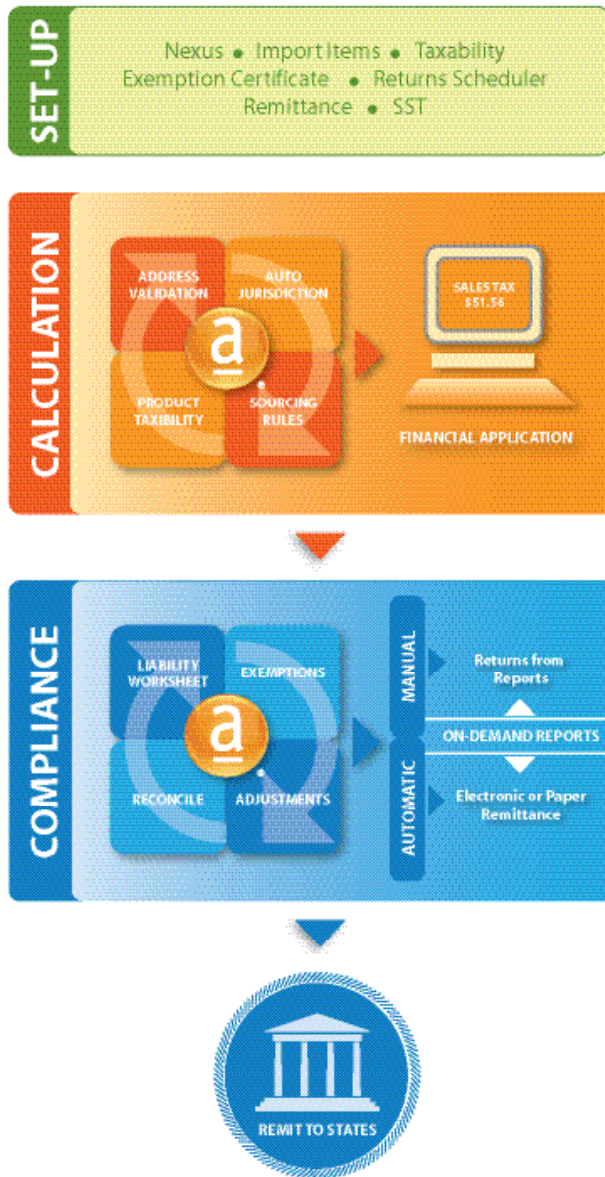 SET-UP
Nexus • Import Items • Taxability
Exemption Certificate • Returns Scheduler
Remittance • SST
CALCULATION
ADDRESS
VALIDATION
AUTO
JURISDICTION
a
PRODUCT
TAXIBILITY
SOURCING
RULES
SALES TAX
$51.56
FINANCIAL APPLICATION
COMPLIANCE
LIABILITY
WORKSHEET
EXEMPTIONS
a
RECONCILE
ADJUSTMENTS
MANUAL
AUTOMATIC
Returns from
Reports
ON-DEMAND REPORTS
Electronic or Paper
Remittance
REMIT TO STATES